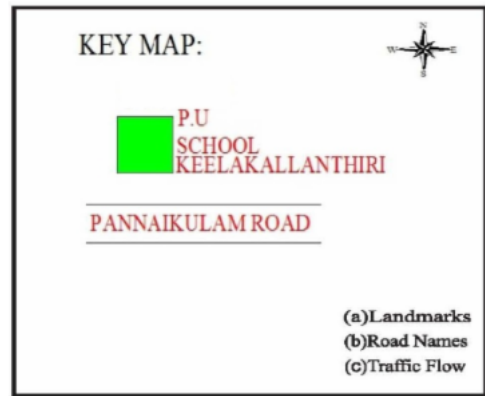 KEY MAP:
N
W E
S
P.U
SCHOOL
KEELAKALLANTHIRI
PANNAIKULAM ROAD
(a)Landmarks
(b)Road Names
(c)Traffic Flow